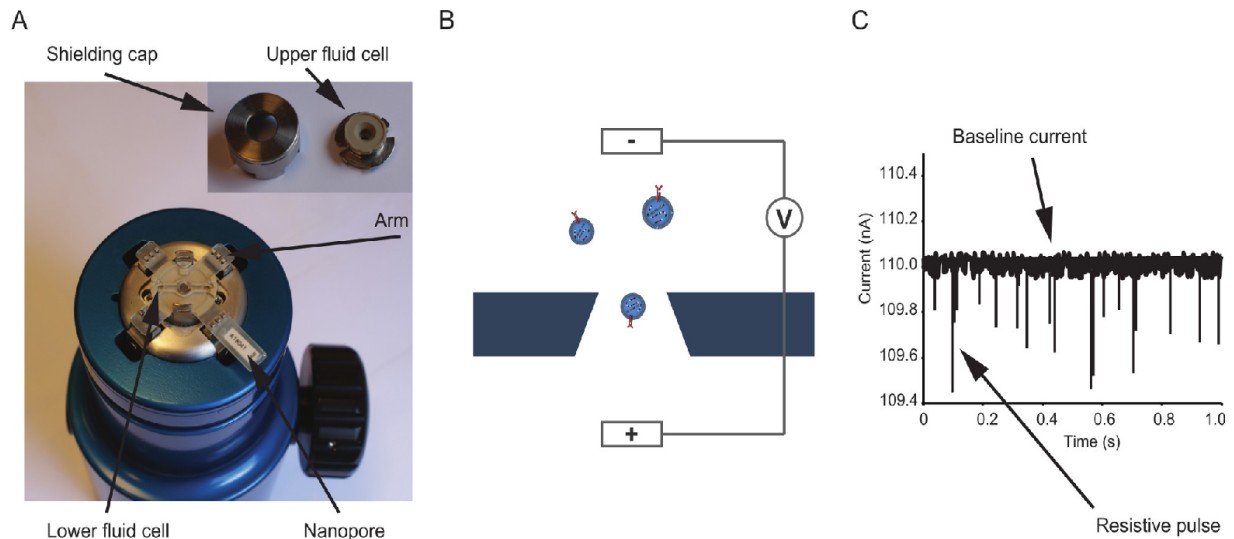 A
Shielding cap
Upper fluid cell
Arm
Lower fluid cell
Nanopore
B
-
V
+
C
Baseline current
110.4
110.2
110.0
109.8
109.6
109.4
Current (nA)
0
0.2
0.4
0.6
0.8
1.0
Time (s)
Resistive pulse